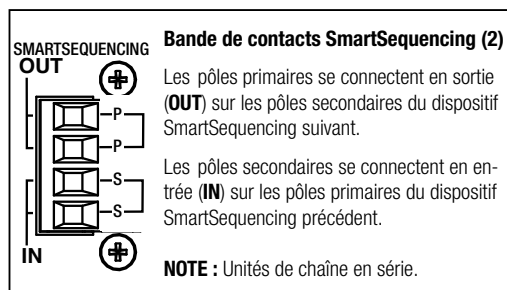 SMARTSEQUENCING
OUT
P
P
S
S
IN
Bande de contacts SmartSequencing (2)
Les pôles primaires se connectent en sortie
(OUT) sur les pôles secondaires du dispositif
SmartSequencing suivant.
Les pôles secondaires se connectent en en-
trée (IN) sur les pôles primaires du dispositif
SmartSequencing précédent.
NOTE : Unités de chaîne en série.